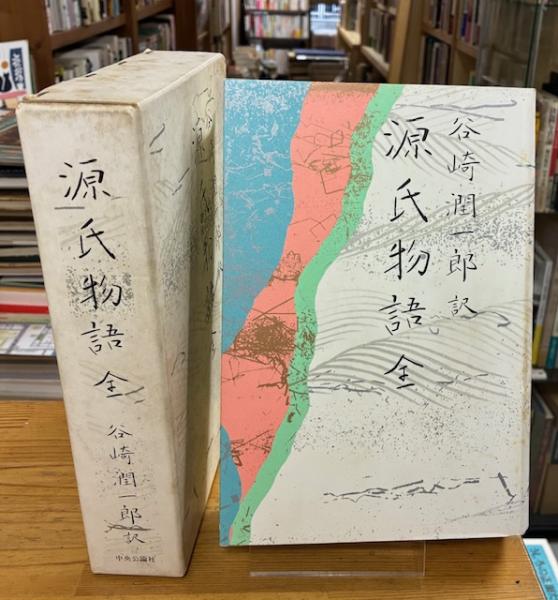 源氏物語 全
谷崎潤一郎 訳
中央公論社
谷崎潤一郎 訳
源氏物語 全